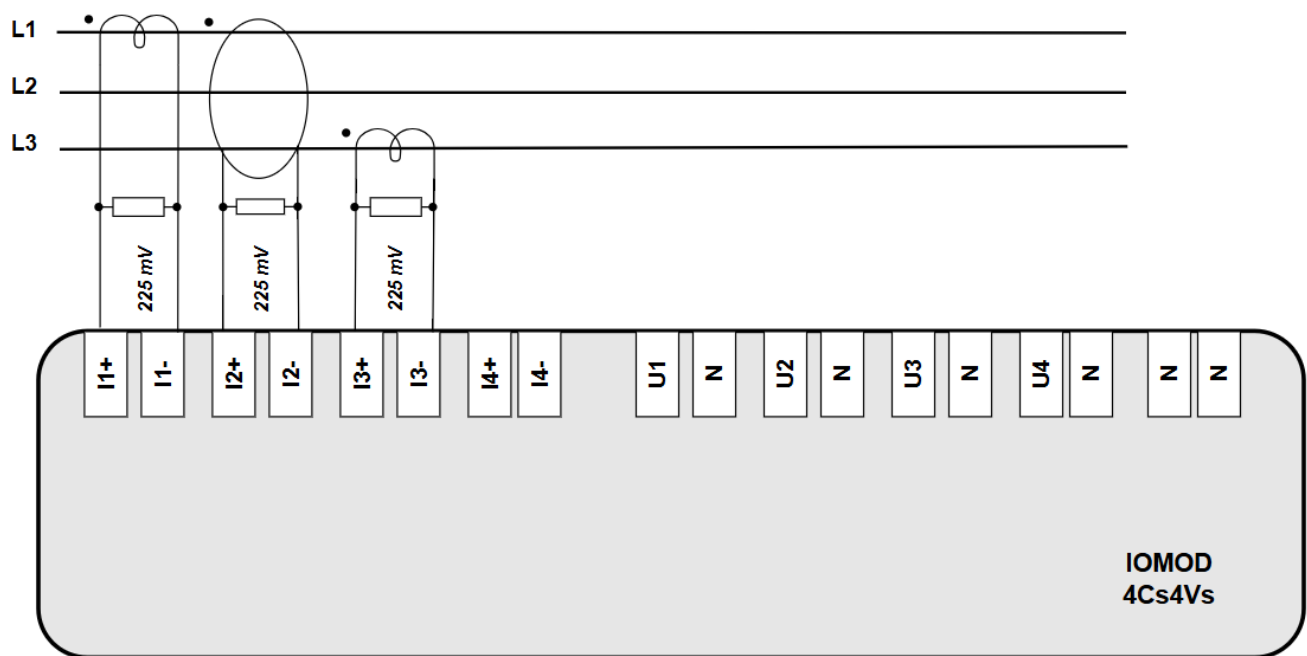 L1
L2
L3
225 mV
225 mV
225 mV
I1+
I1-
I2+
I2-
I3+
I3-
I4+
I4-
U1
N
U2
N
U3
N
U4
N
N
N
IOMOD
4Cs4Vs